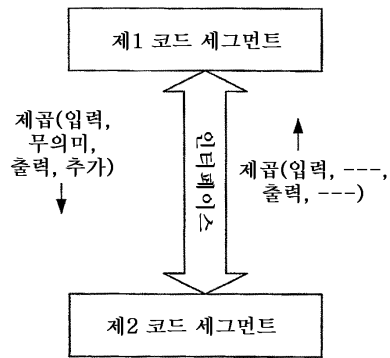 제1 코드 세그먼트
제곱(입력,
무의미,
출력, 추가)
인터페이스
제곱(입력, ---,
출력, ---)
제2 코드 세그먼트